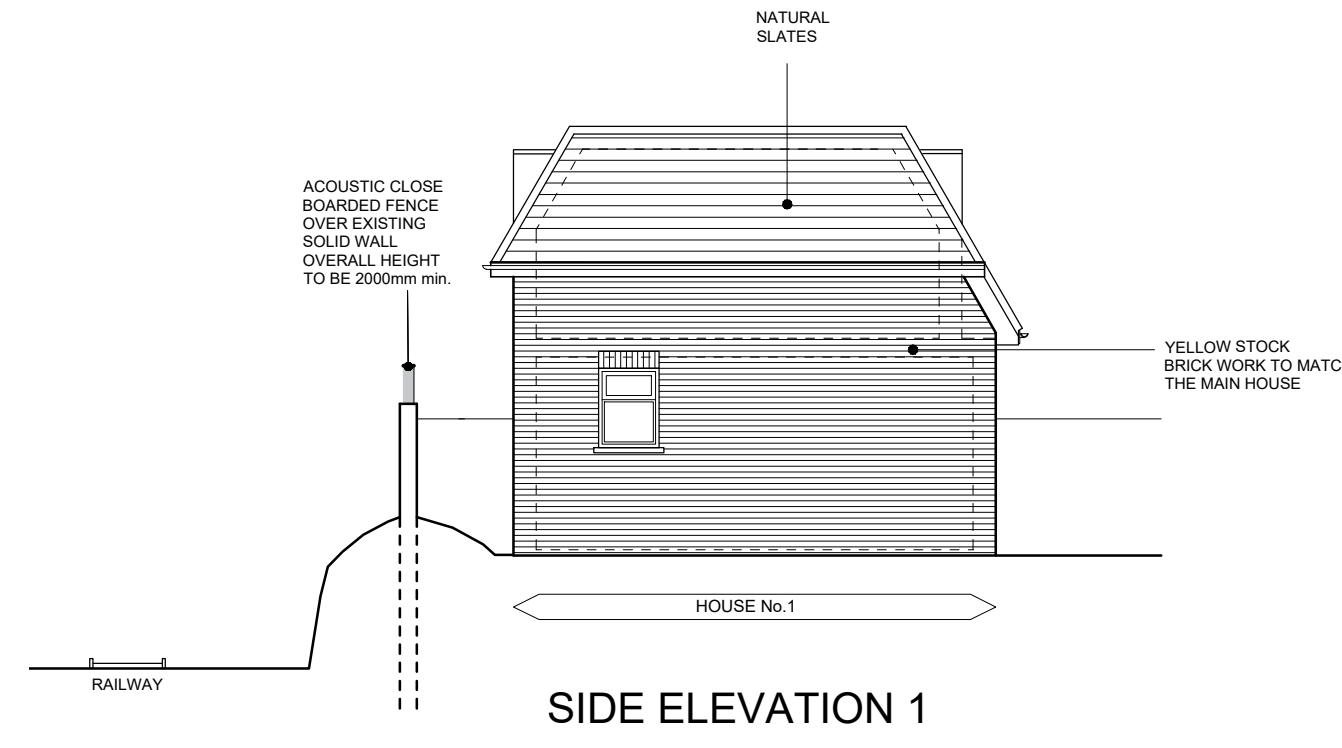 NATURAL
SLATES
ACOUSTIC CLOSE
BOARDED FENCE
OVER EXISTING
SOLID WALL
OVERALL HEIGHT
TO BE 2000mm min.
YELLOW STOCK
BRICK WORK TO MATC
THE MAIN HOUSE
HOUSE No.1
RAILWAY
SIDE ELEVATION 1